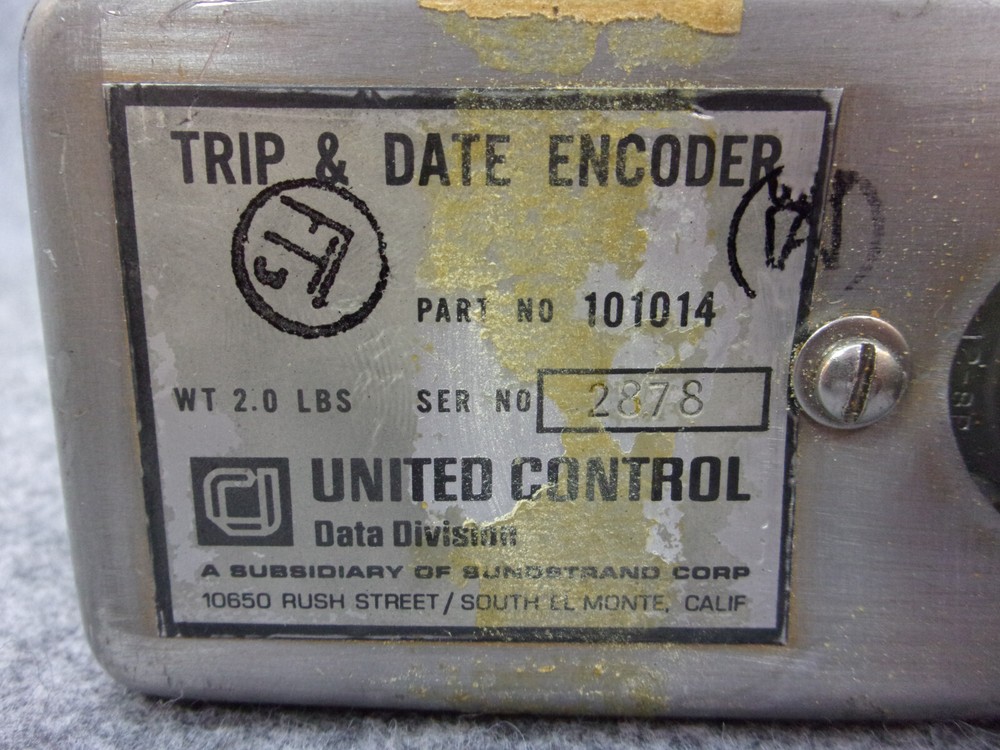 TRIP & DATE ENCODER
PART NO 101014
WT 2.0 LBS SER NO 2878
UNITED CONTROL
Data Division
A SUBSIDIARY OF SUNDSTRAND CORP
10650 RUSH STREET/SOUTH EL MONTE, CALIF